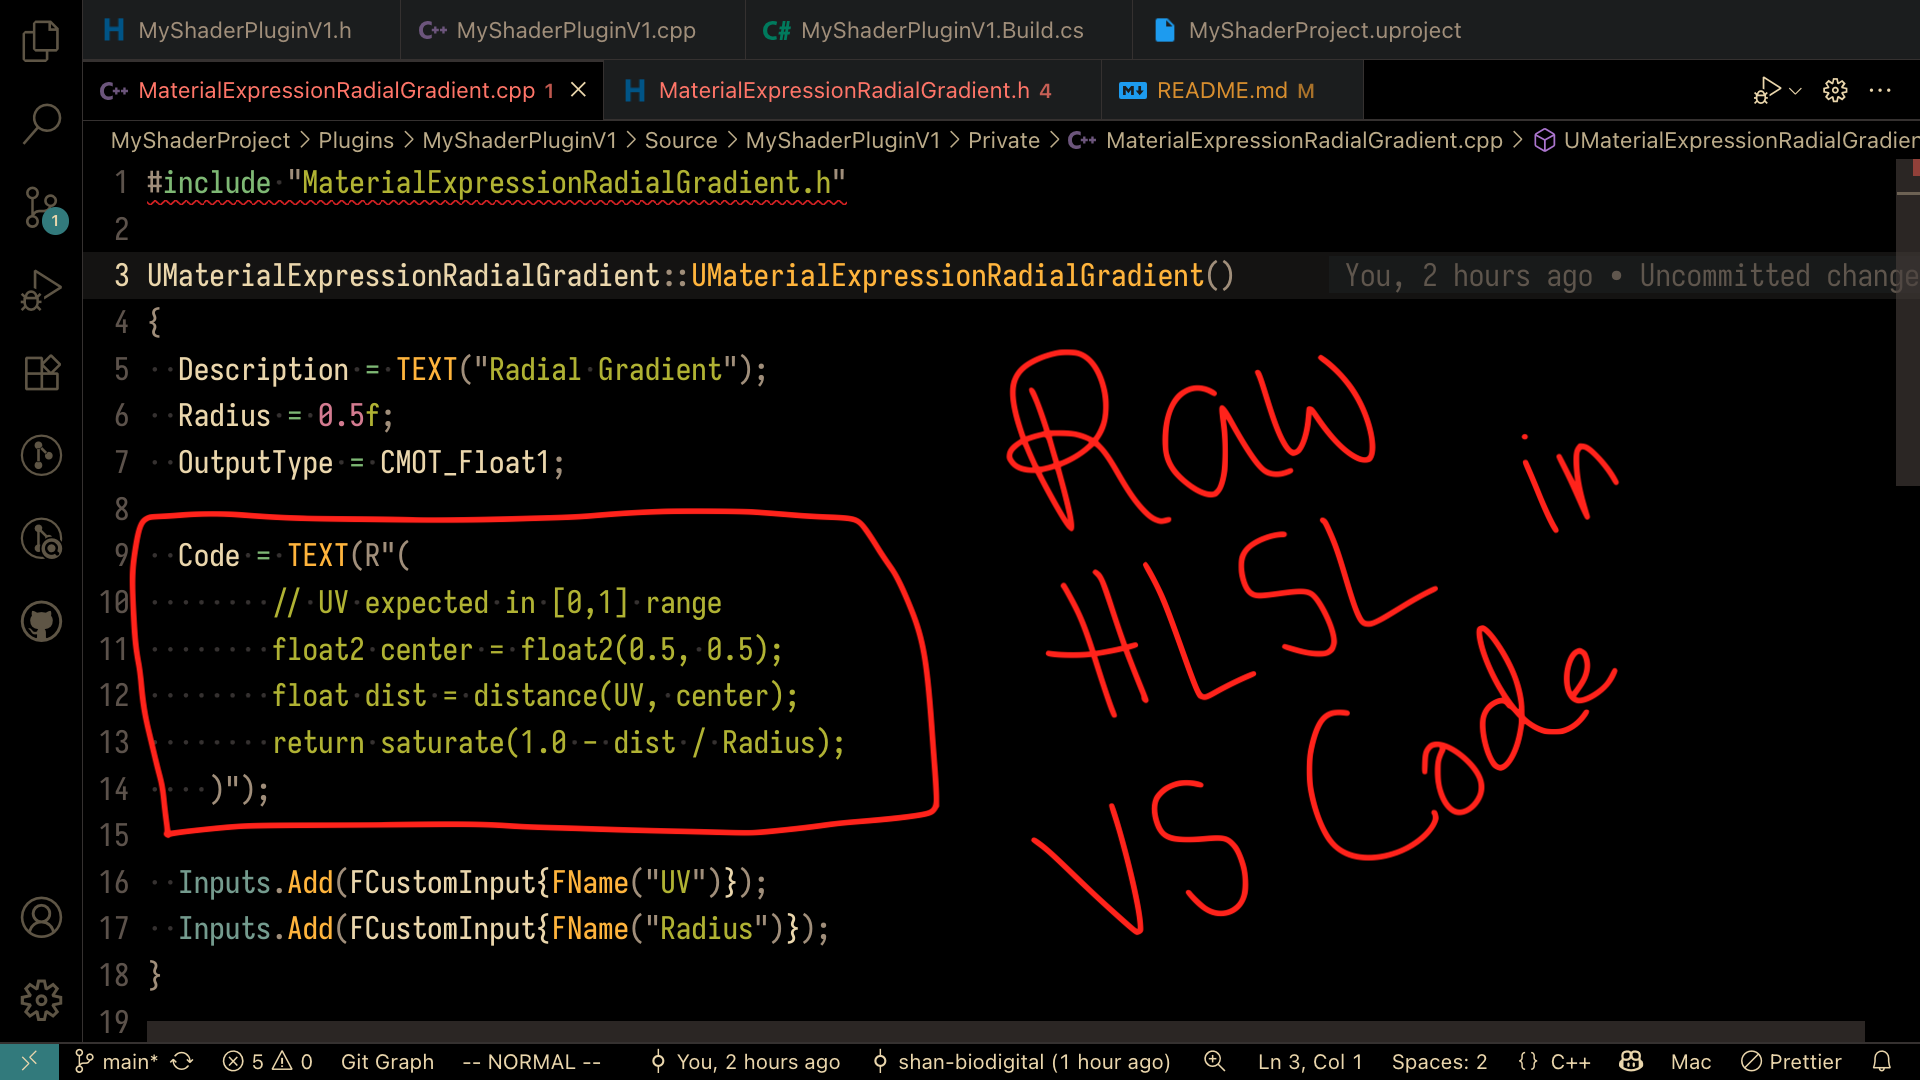 MyShaderPluginV1.h C++ MyShaderPluginV1.cpp C# MyShaderPluginV1.Build.cs MyShaderProject.uproject
C++ MaterialExpressionRadialGradient.cpp 1 × H MaterialExpressionRadialGradient.h 4 README.md M ···
MyShaderProject > Plugins > MyShaderPluginV1 > Source > MyShaderPluginV1 > Private > C++ MaterialExpressionRadialGradient.cpp > UMaterialExpressionRadialGradien
1 #include "MaterialExpressionRadialGradient.h"
2
3 UMaterialExpressionRadialGradient::UMaterialExpressionRadialGradient() You, 2 hours ago • Uncommitted change
4 {
5 Description = TEXT("Radial Gradient");
6 Radius = 0.5f;
7 OutputType = CMOT_Float1;
8
9 Code = TEXT(R"(
10 // UV expected in [0,1] range
11 float2 center = float2(0.5, 0.5);
12 float dist = distance(UV, center);
13 return saturate(1.0 - dist / Radius);
14 )");
15
16 Inputs.Add(FCustomInput{FName("UV")});
17 Inputs.Add(FCustomInput{FName("Radius")});
18 }
19
Raw
HLSL in
VS Code
1
main* 5 0 Git Graph -- NORMAL -- You, 2 hours ago shan-biodigital (1 hour ago) Ln 3, Col 1 Spaces: 2 {} C++ Mac Prettier